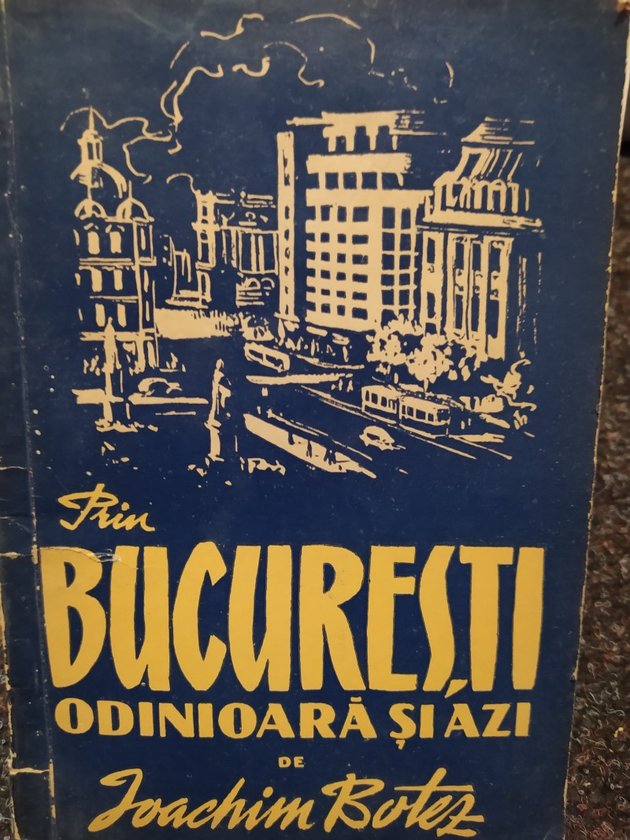 Prin
BUCUREȘTI
ODINIOARĂ ȘI AZI
DE
Joachim Botez